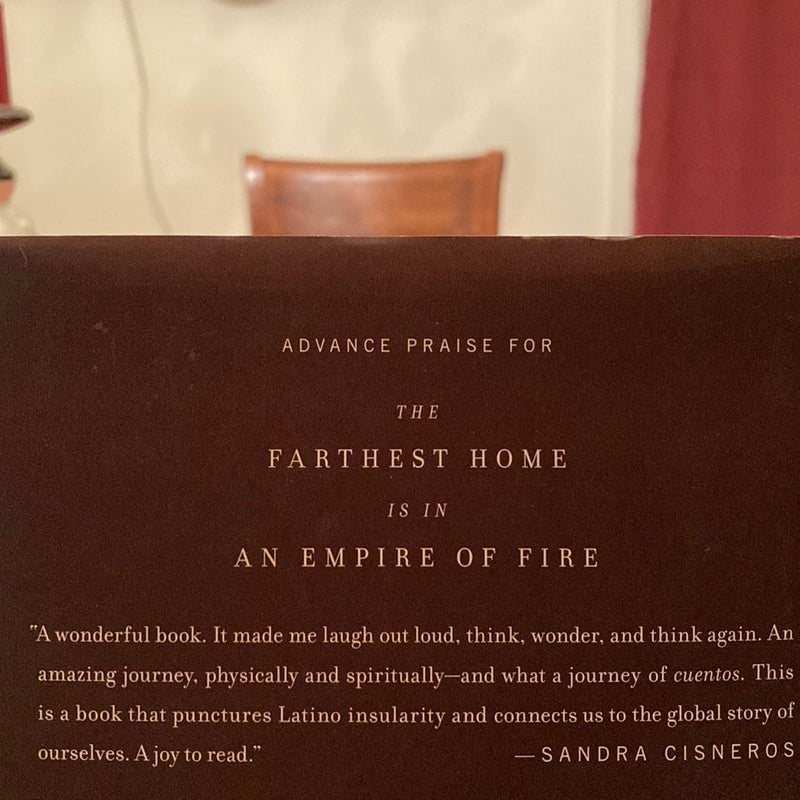 ADVANCE PRAISE FOR
THE
FARTHEST HOME
IS IN
AN EMPIRE OF FIRE
"A wonderful book. It made me laugh out loud, think, wonder, and think again. An
amazing journey, physically and spiritually—and what a journey of cuentos. This
is a book that punctures Latino insularity and connects us to the global story of
ourselves. A joy to read." —SANDRA CISNEROS